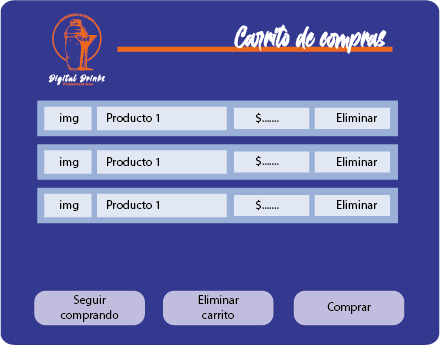 Carrito de compras
Digital Drinks
img Producto 1 $....... Eliminar
img Producto 1 $....... Eliminar
img Producto 1 $....... Eliminar
Seguir
comprando
Eliminar
carrito
Comprar